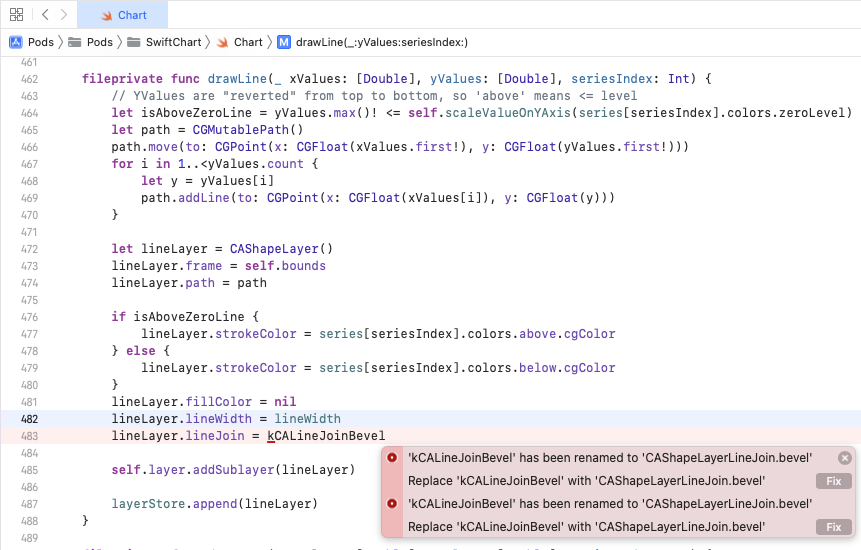 Chart
Pods > Pods > SwiftChart > Chart > M drawLine(_:yValues:seriesIndex:)
461
462 fileprivate func drawLine(_ xValues: [Double], yValues: [Double], seriesIndex: Int) {
463 // YValues are "reverted" from top to bottom, so 'above' means <= level
464 let isAboveZeroLine = yValues.max()! <= self.scaleValueOnYAxis(series[seriesIndex].colors.zeroLevel)
465 let path = CGMutablePath()
466 path.move(to: CGPoint(x: CGFloat(xValues.first!), y: CGFloat(yValues.first!)))
467 for i in 1..<yValues.count {
468 let y = yValues[i]
469 path.addLine(to: CGPoint(x: CGFloat(xValues[i]), y: CGFloat(y)))
470 }
471
472 let lineLayer = CAShapeLayer()
473 lineLayer.frame = self.bounds
474 lineLayer.path = path
475
476 if isAboveZeroLine {
477 lineLayer.strokeColor = series[seriesIndex].colors.above.cgColor
478 } else {
479 lineLayer.strokeColor = series[seriesIndex].colors.below.cgColor
480 }
481 lineLayer.fillColor = nil
482 lineLayer.lineWidth = lineWidth
483 lineLayer.lineJoin = kCALineJoinBevel
'kCALineJoinBevel' has been renamed to 'CAShapeLayerLineJoin.bevel'
Replace 'kCALineJoinBevel' with 'CAShapeLayerLineJoin.bevel' Fix
'kCALineJoinBevel' has been renamed to 'CAShapeLayerLineJoin.bevel'
Replace 'kCALineJoinBevel' with 'CAShapeLayerLineJoin.bevel' Fix
484
485 self.layer.addSublayer(lineLayer)
486
487 layerStore.append(lineLayer)
488 }
489